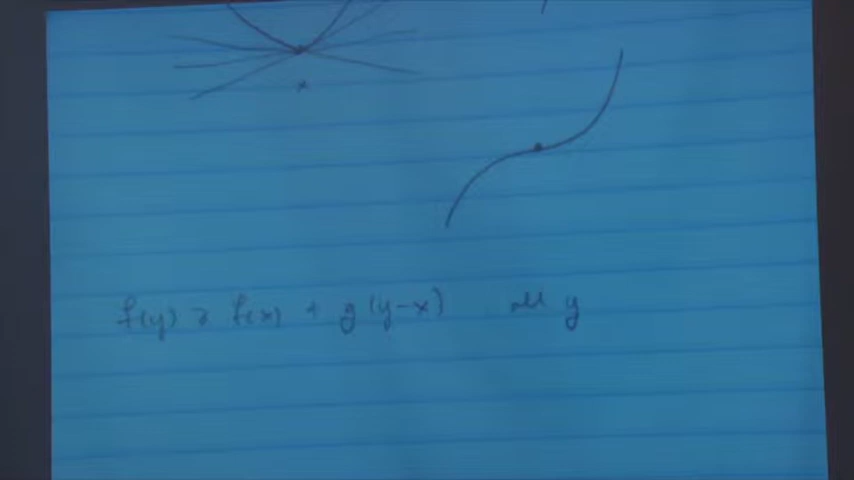 x
f(y) ≥ f(x) + g(y-x) all y